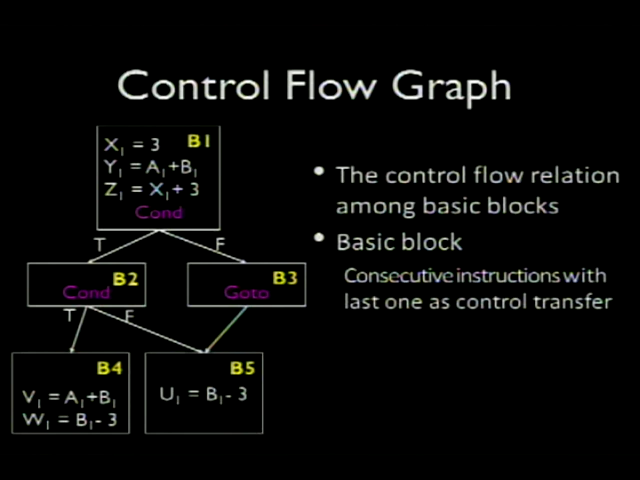 Control Flow Graph
X₁ = 3 B1
Y₁ = A₁+B₁
Z₁ = X₁+ 3
Cond
T F
B2
Cond
B3
Goto
T F
B4
V₁ = A₁+B₁
W₁ = B₁- 3
B5
U₁ = B₁- 3
• The control flow relation
among basic blocks
• Basic block
Consecutive instructions with
last one as control transfer